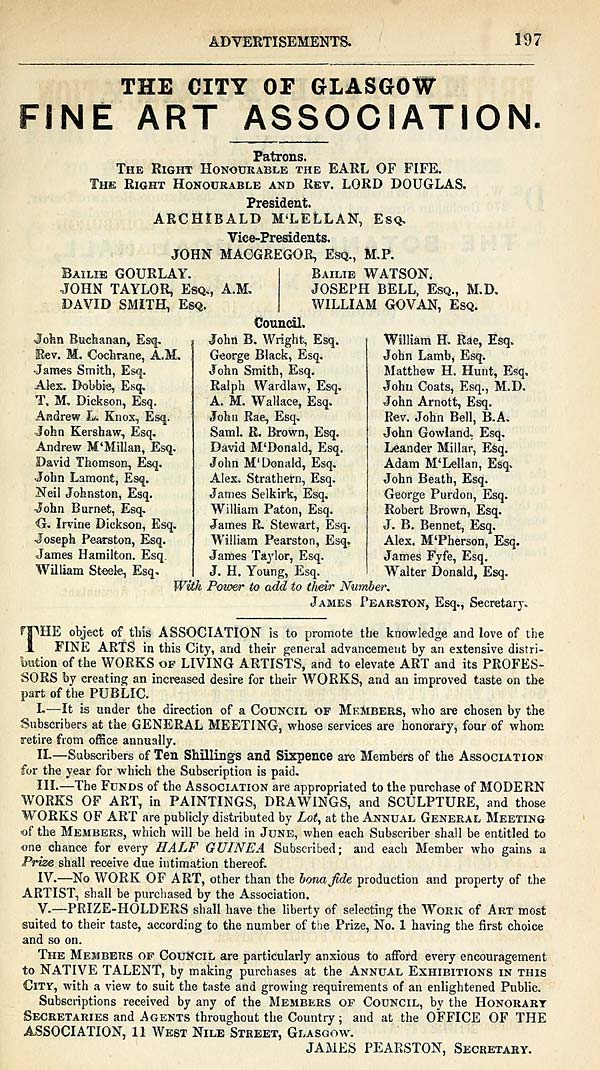 ADVERTISEMENTS. 197
THE CITY OF GLASGOW
FINE ART ASSOCIATION.
Patrons.
THE RIGHT HONOURABLE THE EARL OF FIFE.
THE RIGHT HONOURABLE AND REV. LORD DOUGLAS.
President.
ARCHIBALD M'LELLAN, ESQ.
Vice-Presidents.
JOHN MACGREGOR, ESQ., M.P.
BAILIE GOURLAY.
JOHN TAYLOR, ESQ., A.M.
DAVID SMITH, ESQ.
BAILIE WATSON.
JOSEPH BELL, ESQ., M.D.
WILLIAM GOVAN, ESQ.
Council.
John Buchanan, Esq.
Rev. M. Cochrane, A.M.
James Smith, Esq.
Alex. Dobbie, Esq.
T. M. Dickson, Esq.
Andrew L. Knox, Esq.
John Kershaw, Esq.
Andrew M'Millan, Esq.
David Thomson, Esq.
John Lamont, Esq.
Neil Johnston, Esq.
John Burnet, Esq.
G. Irvine Dickson, Esq.
Joseph Pearston, Esq.
James Hamilton. Esq
William Steele, Esq.
John B. Wright, Esq.
George Black, Esq.
John Smith, Esq.
Ralph Wardlaw, Esq.
A. M. Wallace, Esq.
John Rae, Esq.
Saml. R. Brown, Esq.
David M'Donald, Esq.
John M'Donald, Esq.
Alex. Strathern, Esq.
James Selkirk, Esq.
William Paton, Esq.
James R. Stewart, Esq.
William Pearston, Esq.
James Taylor, Esq.
J. H. Young, Esq.
William H. Rae, Esq.
John Lamb, Esq.
Matthew H. Hunt, Esq.
John Coats, Esq., M.D.
John Arnott, Esq.
Rev. John Bell, B.A.
John Gowland, Esq.
Leander Millar, Esq.
Adam M'Lellan, Esq.
John Beath, Esq.
George Purdon, Esq.
Robert Brown, Esq.
J. B. Bennet, Esq.
Alex. M'Pherson, Esq.
James Fyfe, Esq.
Walter Donald, Esq.
With Power to add to their Number.
JAMES PEARSTON, Esq., Secretary.
THE object of this ASSOCIATION is to promote the knowledge and love of the
FINE ARTS in this City, and their general advancement by an extensive distri-
bution of the WORKS OF LIVING ARTISTS, and to elevate ART and its PROFES-
SORS by creating an increased desire for their WORKS, and an improved taste on the
part of the PUBLIC.
I.—It is under the direction of a COUNCIL OF MEMBERS, who are chosen by the
Subscribers at the GENERAL MEETING, whose services are honorary, four of whom
retire from office annually.
II.—Subscribers of Ten Shillings and Sixpence are Members of the ASSOCIATION
for the year for which the Subscription is paid.
III.—The FUNDS of the ASSOCIATION are appropriated to the purchase of MODERN
WORKS OF ART, in PAINTINGS, DRAWINGS, and SCULPTURE, and those
WORKS OF ART are publicly distributed by Lot, at the ANNUAL GENERAL MEETING
of the MEMBERS, which will be held in JUNE, when each Subscriber shall be entitled to
one chance for every HALF GUINEA Subscribed; and each Member who gains a
Prize shall receive due intimation thereof.
IV.—No WORK OF ART, other than the bona fide production and property of the
ARTIST, shall be purchased by the Association.
V.—PRIZE-HOLDERS shall have the liberty of selecting the WORK of ART most
suited to their taste, according to the number of the Prize, No. 1 having the first choice
and so on.
THE MEMBERS OF COUNCIL are particularly anxious to afford every encouragement
to NATIVE TALENT, by making purchases at the ANNUAL EXHIBITIONS IN THIS
CITY, with a view to suit the taste and growing requirements of an enlightened Public.
Subscriptions received by any of the MEMBERS OF COUNCIL, by the HONORARY
SECRETARIES and AGENTS throughout the Country; and at the OFFICE OF THE
ASSOCIATION, 11 WEST NILE STREET, GLASGOW.
JAMES PEARSTON, SECRETARY.